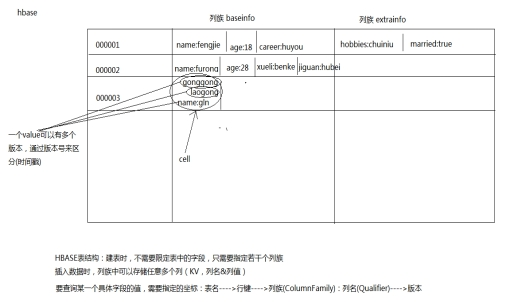 hbase
列族 baseinfo
列族 extrainfo
000001
name:fengjie
age:18
career:huyou
hobbies:chuiniu
married:true
000002
name:furong
age:28
xueli:benke
jiguan:hubei
gonggong
laogong
000003
name:gln
一个value可以有多个
版本，通过版本号来区
分(时间戳)
cell
HBASE表结构：建表时，不需要限定表中的字段，只需要指定若干个列族
插入数据时，列族中可以存储任意多个列（KV，列名&列值）
要查询某一个具体字段的值，需要指定的坐标：表名---->行键---->列族(ColumnFamily)：列名(Qualifier)---->版本